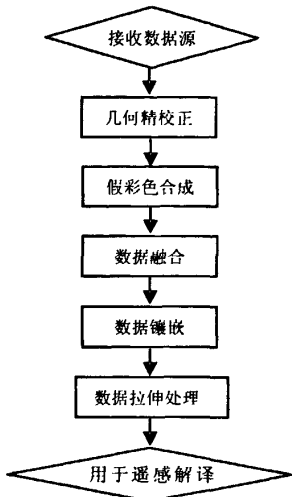 接收数据源
几何精校正
假彩色合成
数据融合
数据镶嵌
数据拉伸处理
用于遥感解译